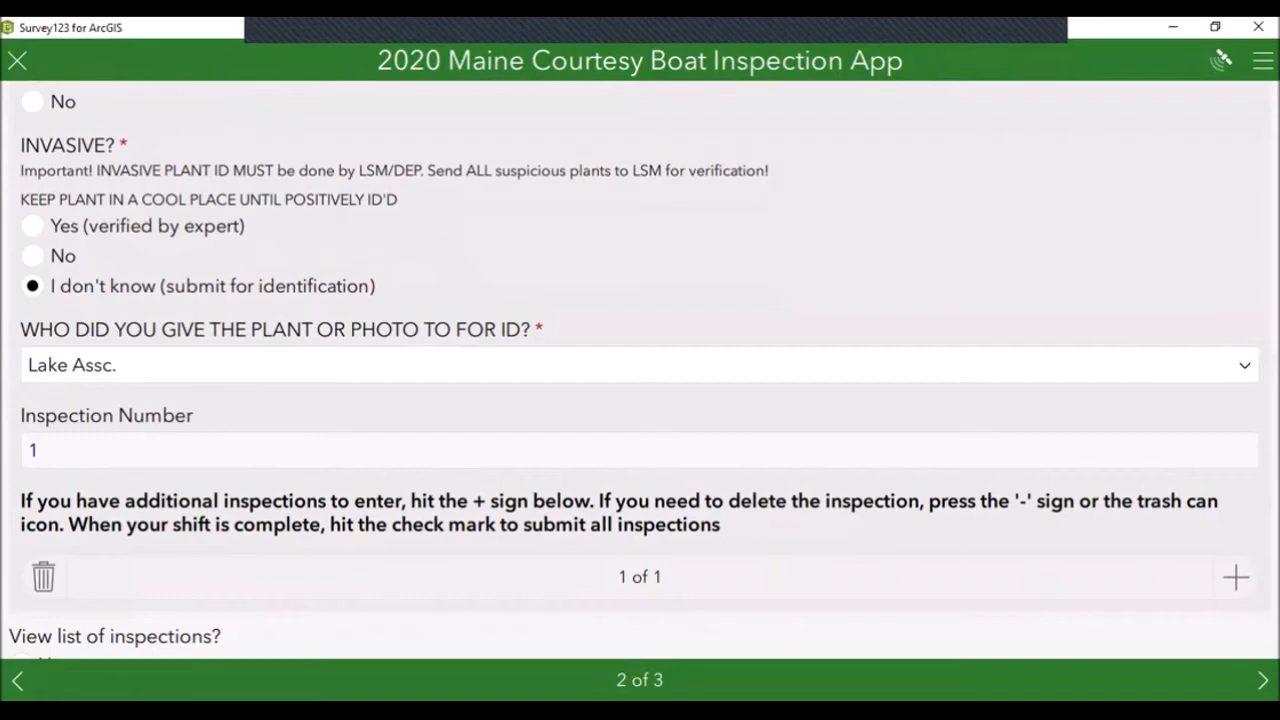 Survey123 for ArcGIS
2020 Maine Courtesy Boat Inspection App
No
INVASIVE? *
Important! INVASIVE PLANT ID MUST be done by LSM/DEP. Send ALL suspicious plants to LSM for verification!
KEEP PLANT IN A COOL PLACE UNTIL POSITIVELY ID'D
Yes (verified by expert)
No
I don't know (submit for identification)
WHO DID YOU GIVE THE PLANT OR PHOTO TO FOR ID? *
Lake Assc.
Inspection Number
1
If you have additional inspections to enter, hit the + sign below. If you need to delete the inspection, press the '-' sign or the trash can
icon. When your shift is complete, hit the check mark to submit all inspections
1 of 1
View list of inspections?
2 of 3